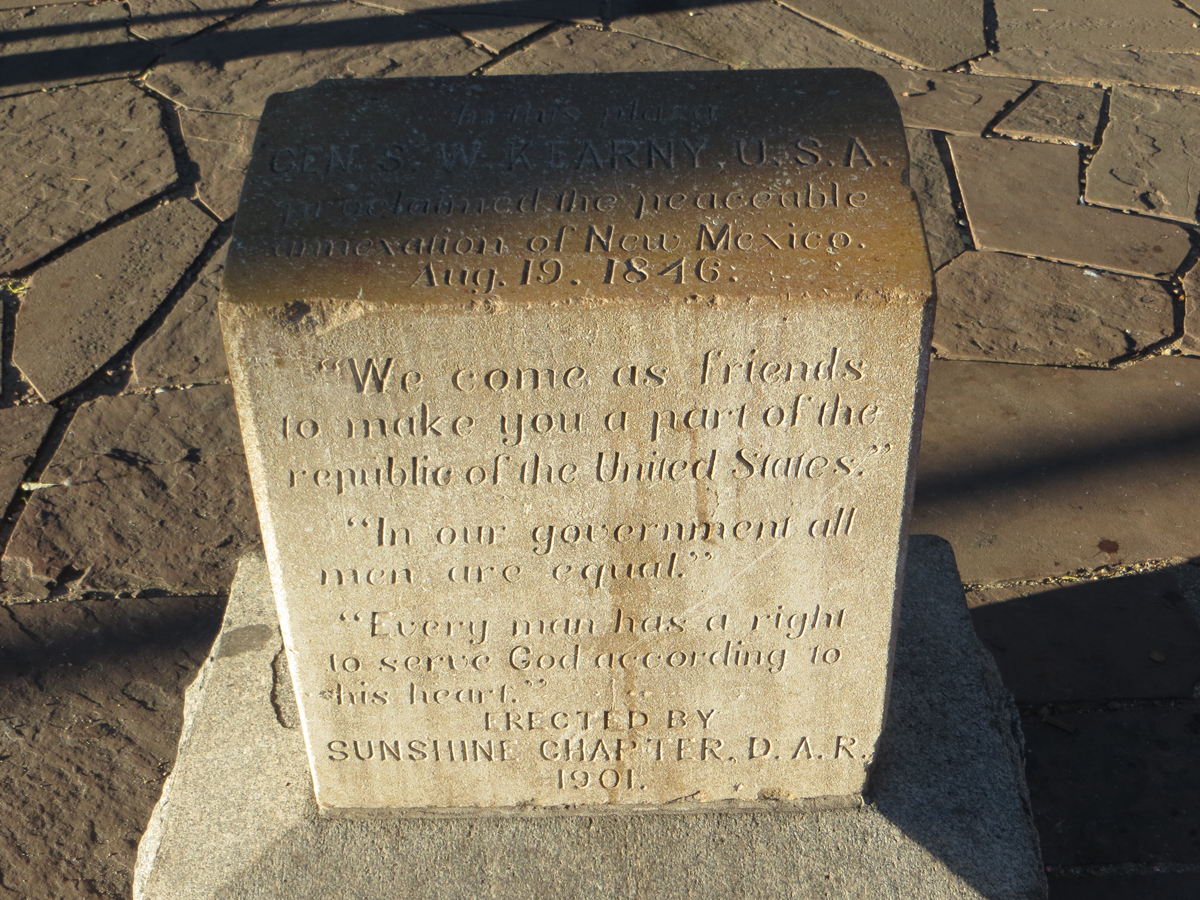 In this plaza
GEN. S. W. KEARNY, U.S.A.
proclaimed the peaceable
annexation of New Mexico.
Aug. 19. 1846.
“We come as friends
to make you a part of the
republic of the United States.”
“In our government all
men are equal.”
“Every man has a right
to serve God according to
his heart.”
ERECTED BY
SUNSHINE CHAPTER, D.A.R.,
1901.